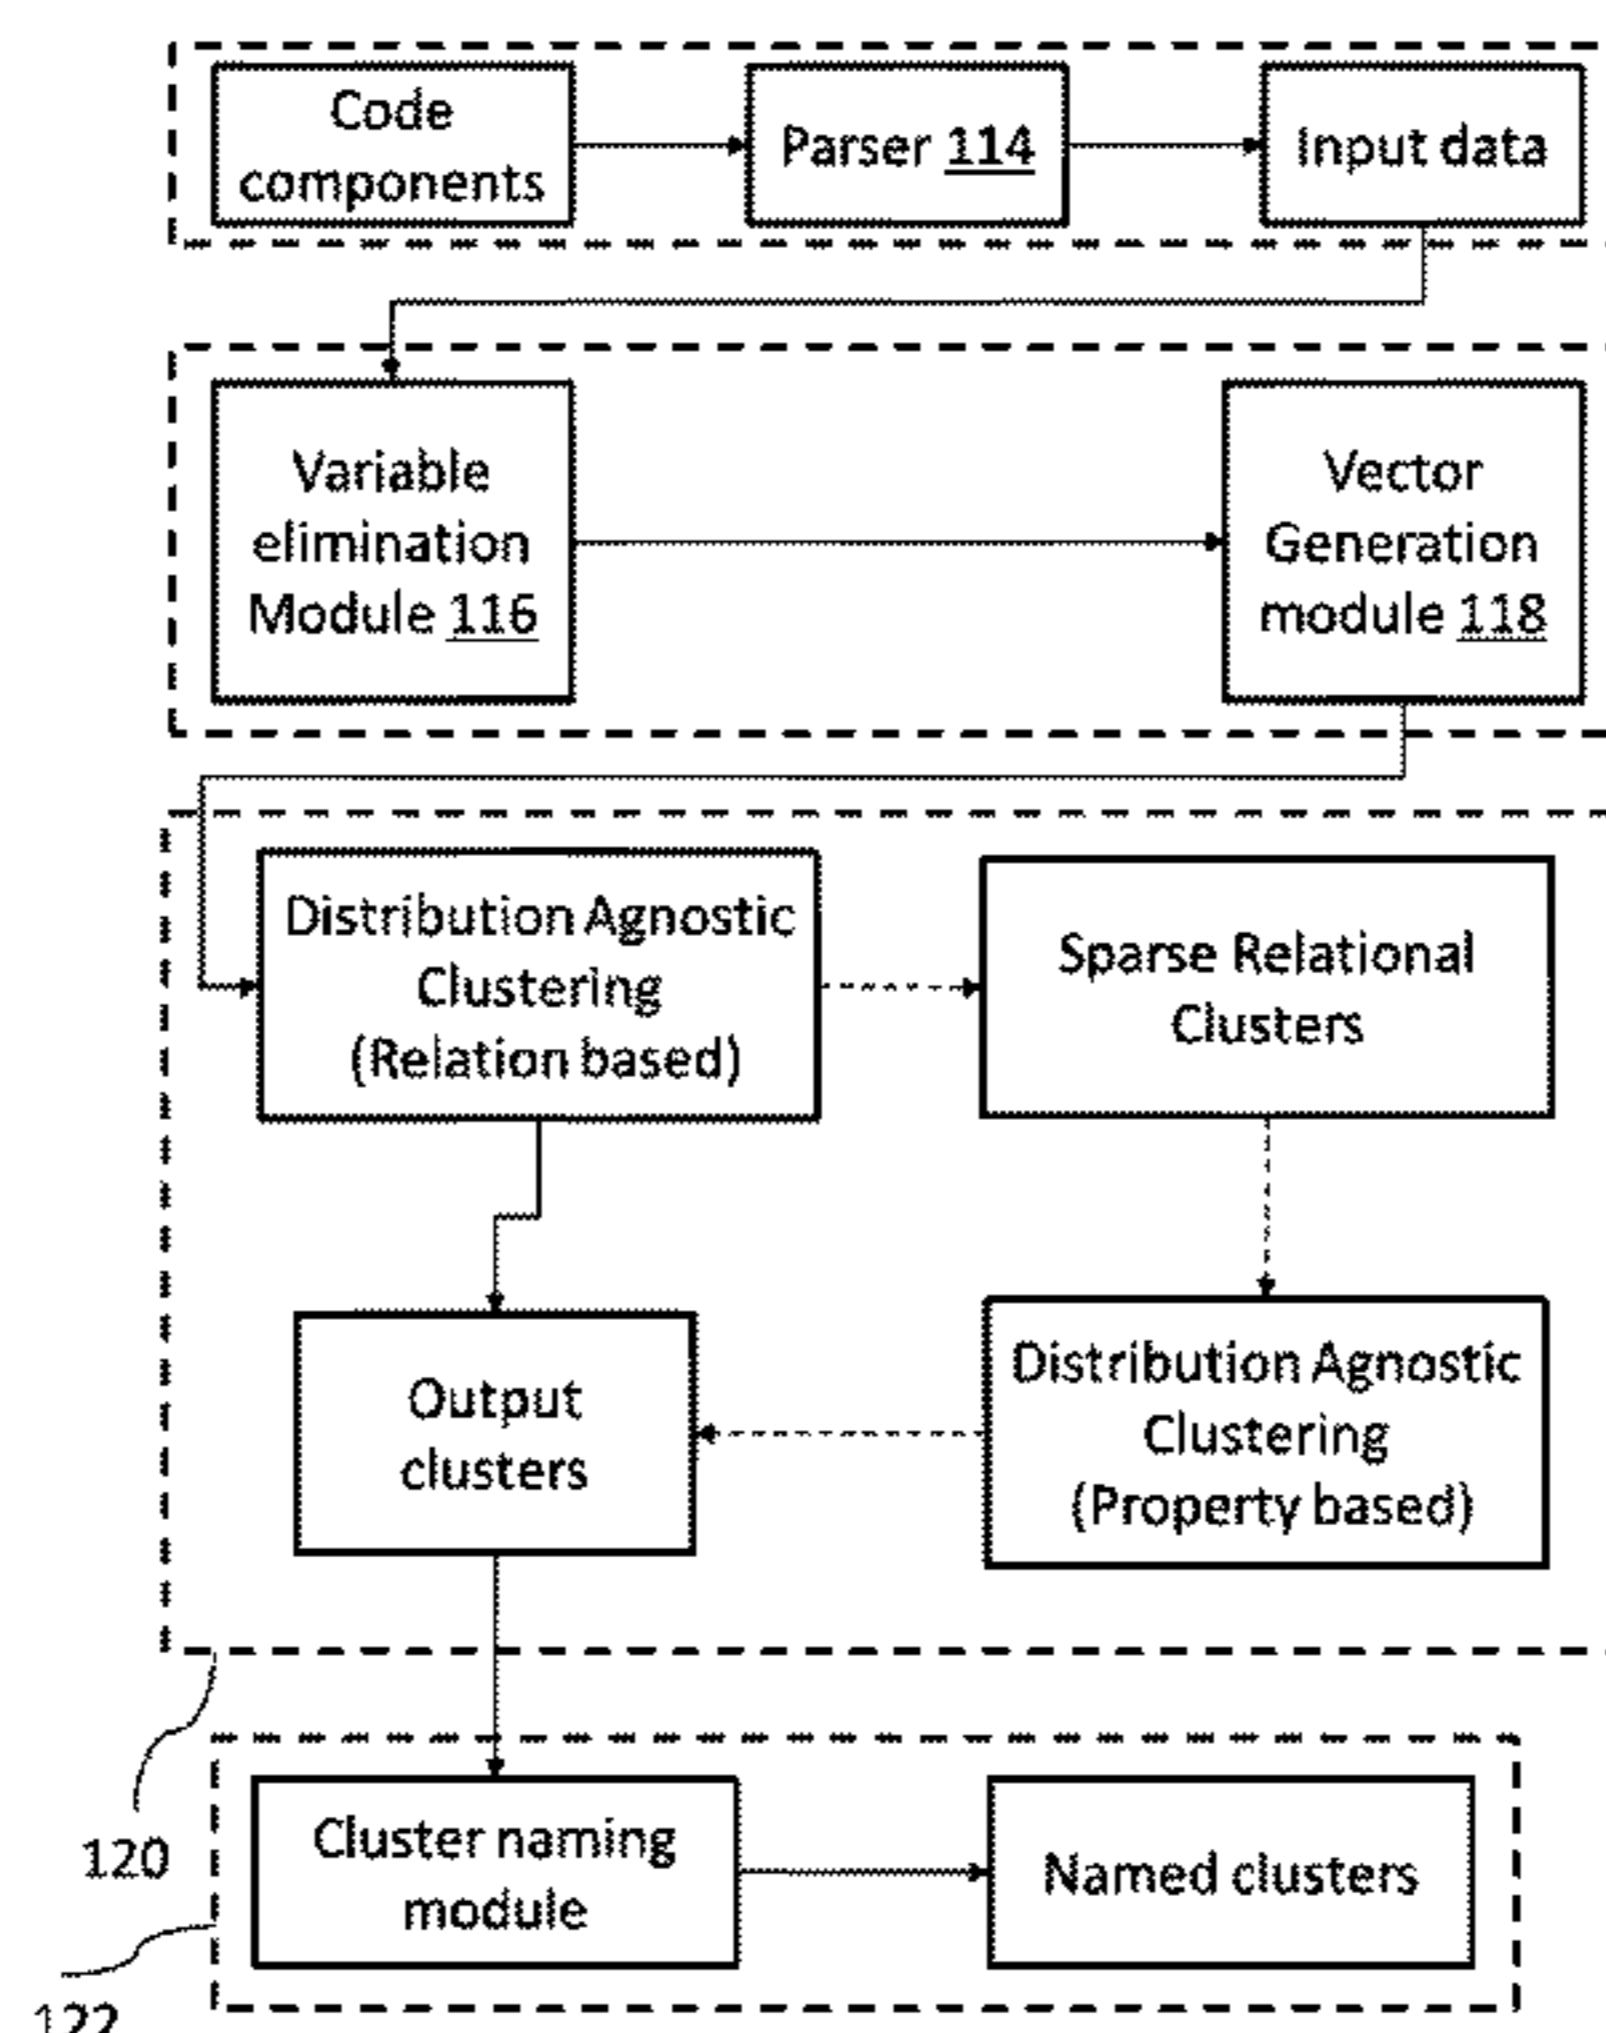 Code
components
Parser 114
Input data
Variable
elimination
Module 116
Vector
Generation
module 118
Distribution Agnostic
Clustering
(Relation based)
Sparse Relational
Clusters
Output
clusters
Distribution Agnostic
Clustering
(Property based)
120
Cluster naming
module
Named clusters
122